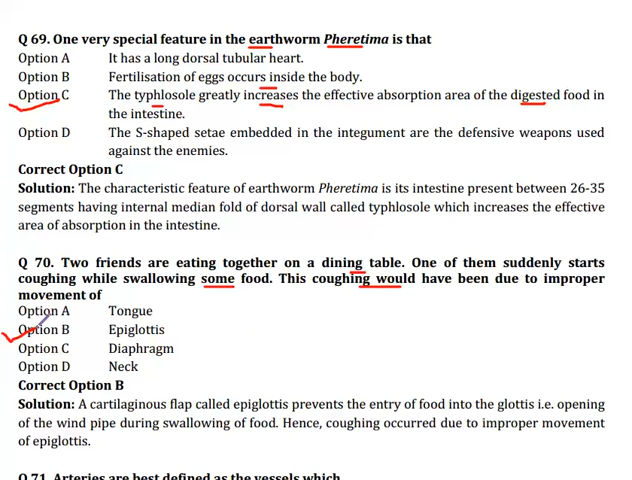 Q 69. One very special feature in the earthworm Pheretima is that
Option A It has a long dorsal tubular heart.
Option B Fertilisation of eggs occurs inside the body.
Option C The typhlosole greatly increases the effective absorption area of the digested food in
the intestine.
Option D The S-shaped setae embedded in the integument are the defensive weapons used
against the enemies.
Correct Option C
Solution: The characteristic feature of earthworm Pheretima is its intestine present between 26-35
segments having internal median fold of dorsal wall called typhlosole which increases the effective
area of absorption in the intestine.
Q 70. Two friends are eating together on a dining table. One of them suddenly starts
coughing while swallowing some food. This coughing would have been due to improper
movement of
Option A Tongue
Option B Epiglottis
Option C Diaphragm
Option D Neck
Correct Option B
Solution: A cartilaginous flap called epiglottis prevents the entry of food into the glottis i.e. opening
of the wind pipe during swallowing of food. Hence, coughing occurred due to improper movement
of epiglottis.
Q 71. Arteries are best defined as the vessels which